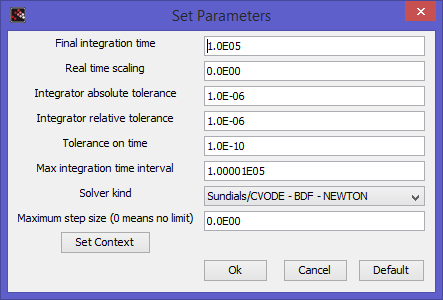 Set Parameters
Final integration time 1.0E05
Real time scaling 0.0E00
Integrator absolute tolerance 1.0E-06
Integrator relative tolerance 1.0E-06
Tolerance on time 1.0E-10
Max integration time interval 1.00001E05
Solver kind Sundials/CVODE - BDF - NEWTON
Maximum step size (0 means no limit) 0.0E00
Set Context
Ok Cancel Default